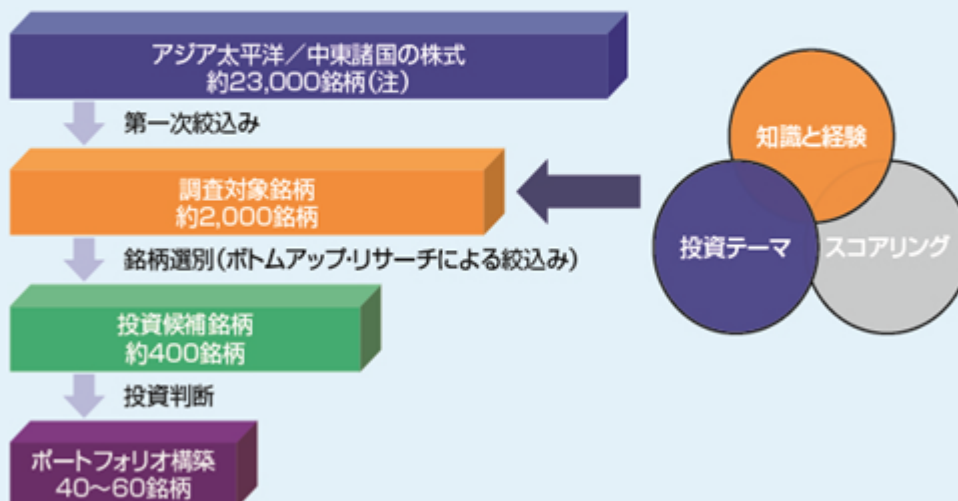 アジア太平洋／中東諸国の株式
約23,000銘柄(注)
第一次絞込み
調査対象銘柄
約2,000銘柄
銘柄選別(ボトムアップ・リサーチによる絞込み)
投資候補銘柄
約400銘柄
投資判断
ポートフォリオ構築
40〜60銘柄
知識と経験
投資テーマ
スコアリング